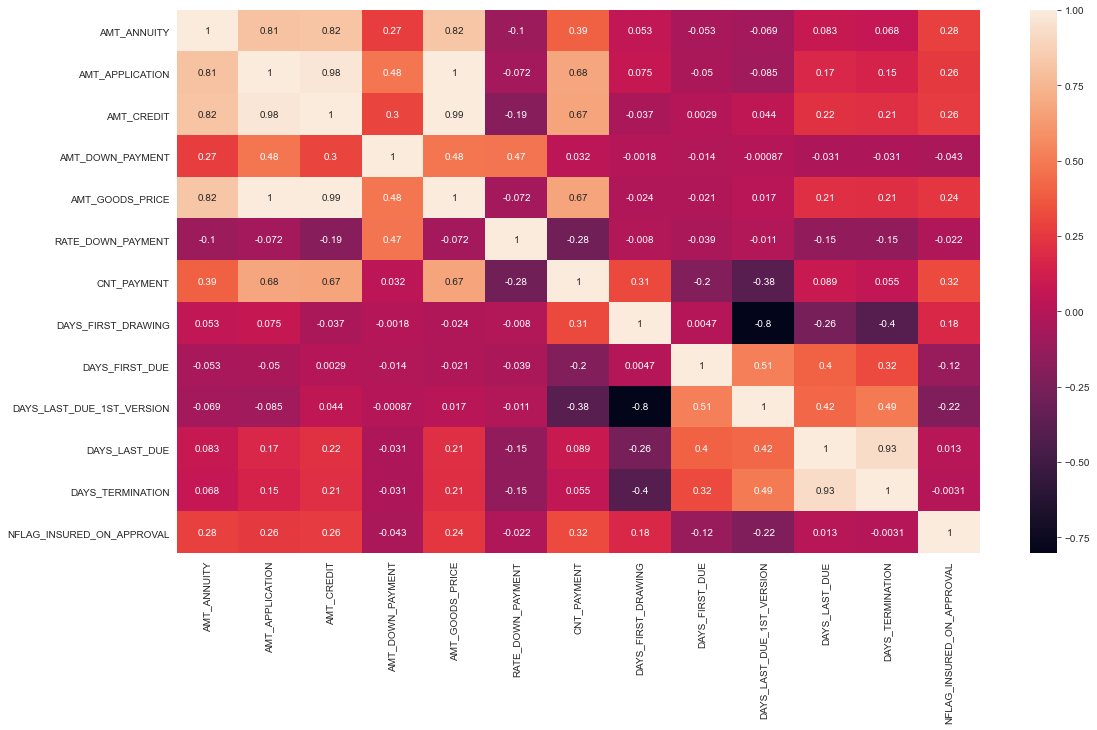 AMT_ANNUITY 1 0.81 0.82 0.27 0.82 -0.1 0.39 0.053 -0.053 -0.069 0.083 0.068 0.28
AMT_APPLICATION 0.81 1 0.98 0.48 1 -0.072 0.68 0.075 -0.05 -0.085 0.17 0.15 0.26
AMT_CREDIT 0.82 0.98 1 0.3 0.99 -0.19 0.67 -0.037 0.0029 0.044 0.22 0.21 0.26
AMT_DOWN_PAYMENT 0.27 0.48 0.3 1 0.48 0.47 0.032 -0.0018 -0.014 -0.00087 -0.031 -0.031 -0.043
AMT_GOODS_PRICE 0.82 1 0.99 0.48 1 -0.072 0.67 -0.024 -0.021 0.017 0.21 0.21 0.24
RATE_DOWN_PAYMENT -0.1 -0.072 -0.19 0.47 -0.072 1 -0.28 -0.008 -0.039 -0.011 -0.15 -0.15 -0.022
CNT_PAYMENT 0.39 0.68 0.67 0.032 0.67 -0.28 1 0.31 -0.2 -0.38 0.089 0.055 0.32
DAYS_FIRST_DRAWING 0.053 0.075 -0.037 -0.0018 -0.024 -0.008 0.31 1 0.0047 -0.8 -0.26 -0.4 0.18
DAYS_FIRST_DUE -0.053 -0.05 0.0029 -0.014 -0.021 -0.039 -0.2 0.0047 1 0.51 0.4 0.32 -0.12
DAYS_LAST_DUE_1ST_VERSION -0.069 -0.085 0.044 -0.00087 0.017 -0.011 -0.38 -0.8 0.51 1 0.42 0.49 -0.22
DAYS_LAST_DUE 0.083 0.17 0.22 -0.031 0.21 -0.15 0.089 -0.26 0.4 0.42 1 0.93 0.013
DAYS_TERMINATION 0.068 0.15 0.21 -0.031 0.21 -0.15 0.055 -0.4 0.32 0.49 0.93 1 -0.0031
NFLAG_INSURED_ON_APPROVAL 0.28 0.26 0.26 -0.043 0.24 -0.022 0.32 0.18 -0.12 -0.22 0.013 -0.0031 1
AMT_ANNUITY
AMT_APPLICATION
AMT_CREDIT
AMT_DOWN_PAYMENT
AMT_GOODS_PRICE
RATE_DOWN_PAYMENT
CNT_PAYMENT
DAYS_FIRST_DRAWING
DAYS_FIRST_DUE
DAYS_LAST_DUE_1ST_VERSION
DAYS_LAST_DUE
DAYS_TERMINATION
NFLAG_INSURED_ON_APPROVAL
1.00
0.75
0.50
0.25
0.00
−0.25
−0.50
−0.75